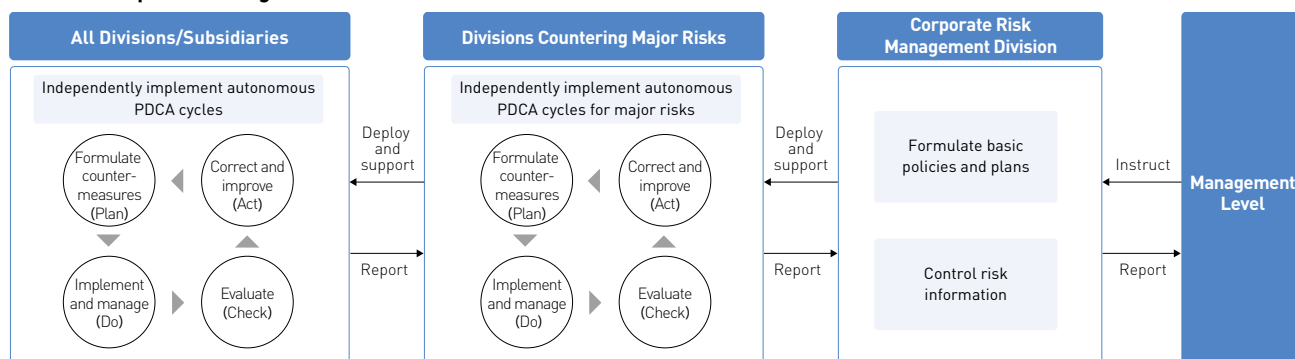 All Divisions/Subsidiaries
Independently implement autonomous
PDCA cycles
Formulate
counter-
measures
(Plan)
Correct and
improve
(Act)
Implement
and manage
(Do)
Evaluate
(Check)
Deploy
and
support
Report
Divisions Countering Major Risks
Independently implement autonomous
PDCA cycles for major risks
Formulate
counter-
measures
(Plan)
Correct and
improve
(Act)
Implement
and manage
(Do)
Evaluate
(Check)
Deploy
and
support
Report
Corporate Risk
Management Division
Formulate basic
policies and plans
Control risk
information
Instruct
Report
Management
Level